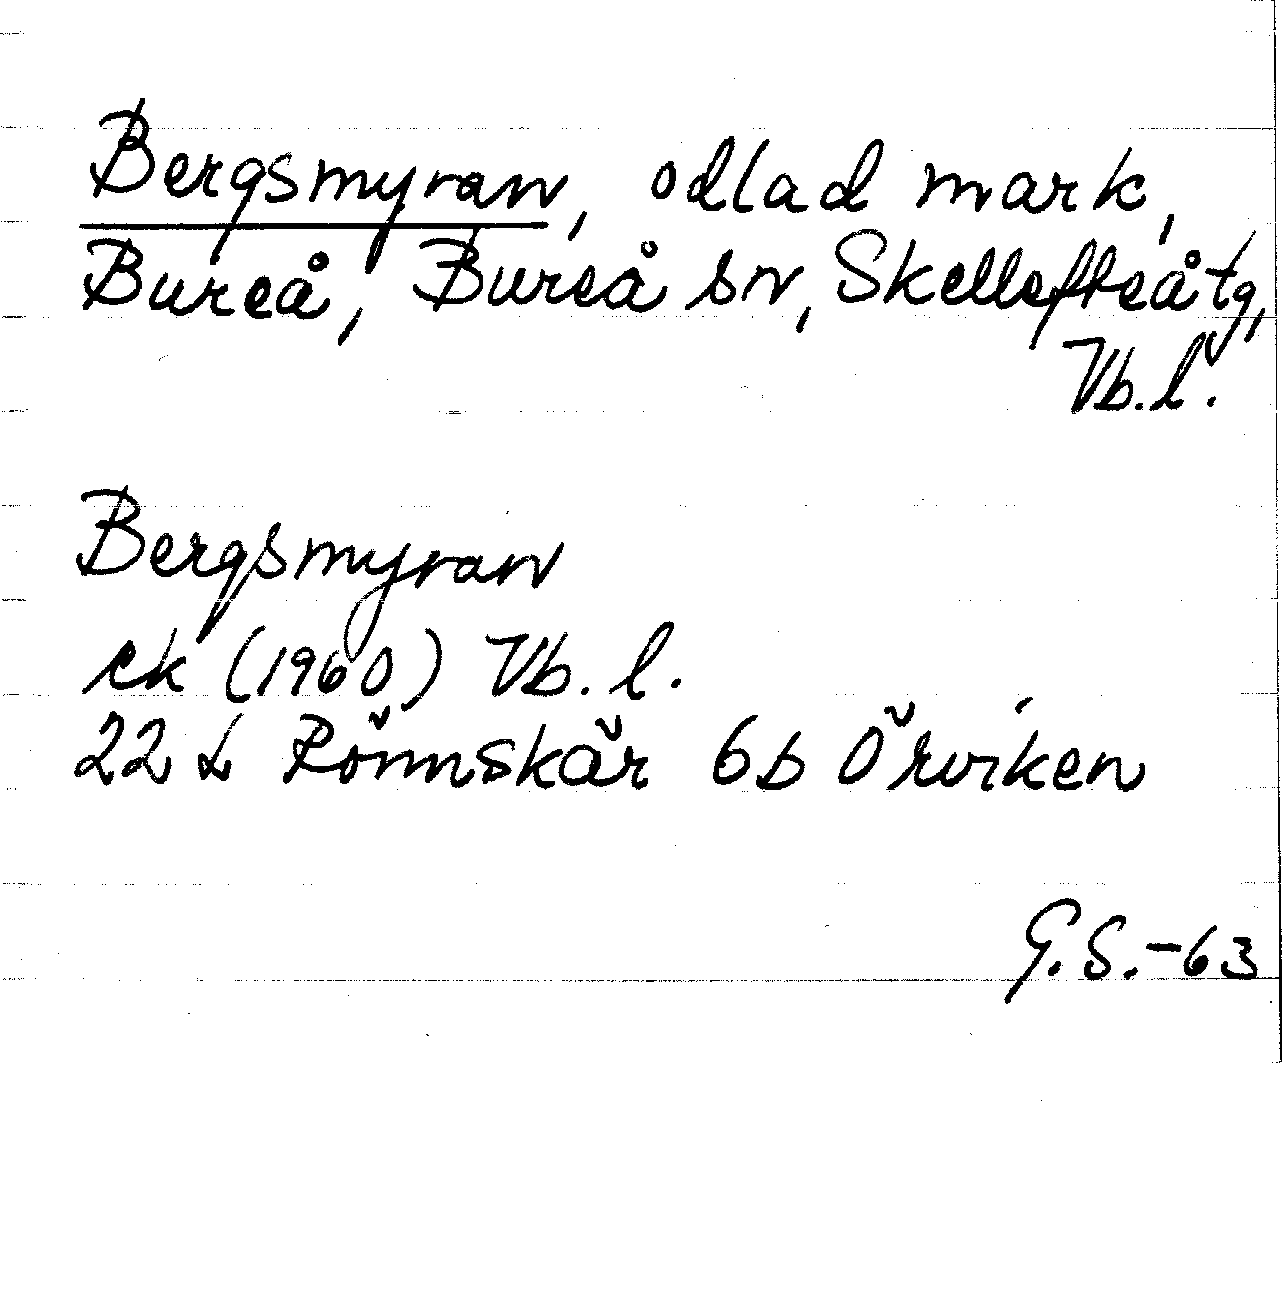 Bergsmyran, odlad mark,
Bureå, Bureå sn, Skellefteå tg,
Vb.l.
Bergsmyran
ek (1960) Vb. l.
22 L Rönnskär 6b Örviken
G.S.-63